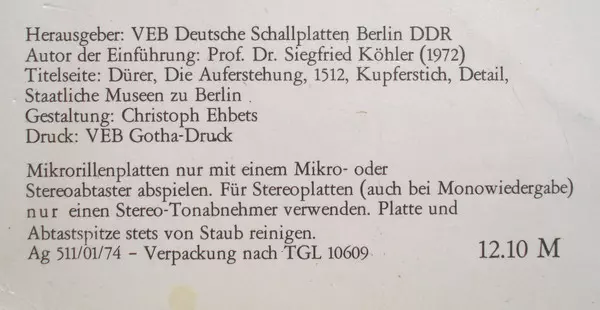 Herausgeber: VEB Deutsche Schallplatten Berlin DDR
Autor der Einführung: Prof. Dr. Siegfried Köhler (1972)
Titelseite: Dürer, Die Auferstehung, 1512, Kupferstich, Detail,
Staatliche Museen zu Berlin
Gestaltung: Christoph Ehbets
Druck: VEB Gotha-Druck
Mikrorillenplatten nur mit einem Mikro- oder
Stereoabtaster abspielen. Für Stereoplatten (auch bei Monowiedergabe)
nur einen Stereo-Tonabnehmer verwenden. Platte und
Abtastspitze stets von Staub reinigen.
Ag 511/01/74 – Verpackung nach TGL 10609 12.10 M